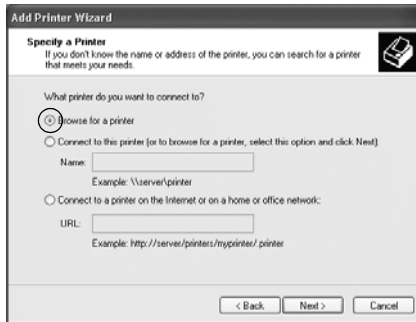 Add Printer Wizard
Specify a Printer
If you don't know the name or address of the printer, you can search for a printer
that meets your needs.
What printer do you want to connect to?
Browse for a printer
Connect to this printer (or to browse for a printer, select this option and click Next):
Name:
Example: \\server\printer
Connect to a printer on the Internet or on a home or office network:
URL:
Example: http://server/printers/myprinter/.printer
< Back
Next >
Cancel